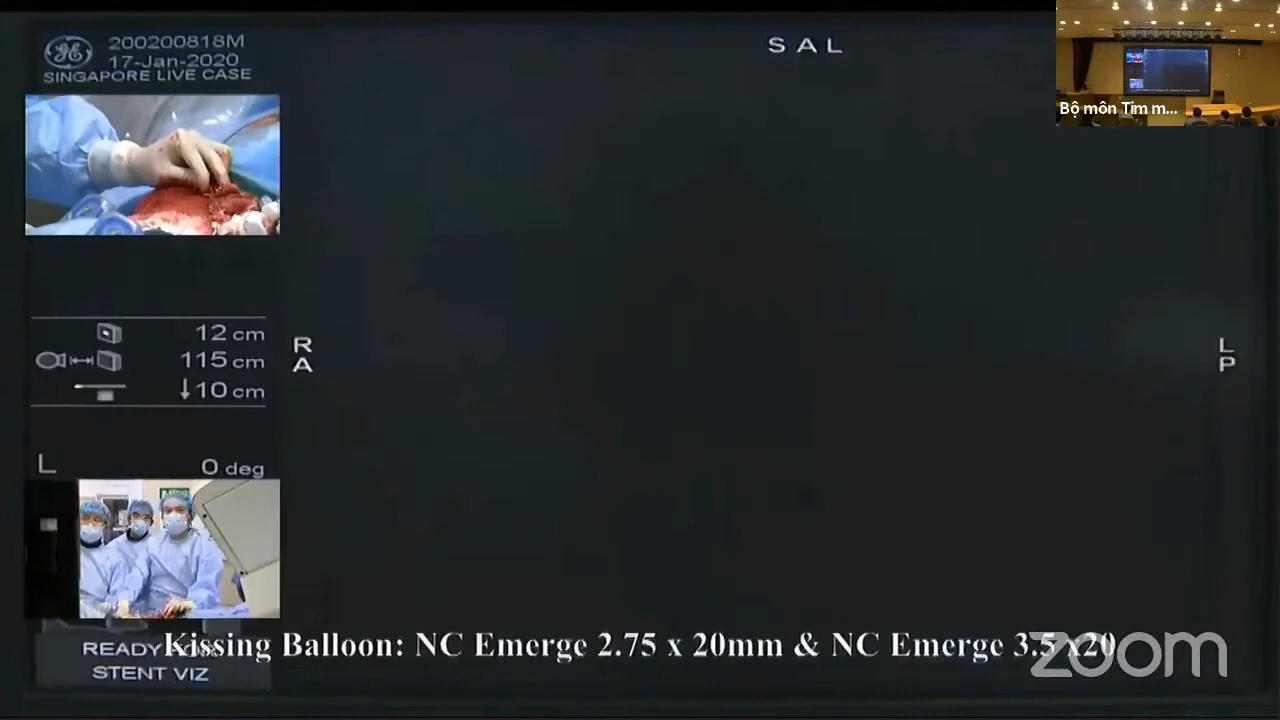 200200818M
17-Jan-2020
SINGAPORE LIVE CASE
S A L
Bộ môn Tim m...
12 cm
115 cm
↓10 cm
R
A
L
P
L 0 deg
Kissing Balloon: NC Emerge 2.75 x 20mm & NC Emerge 3.5 x20
READY
STENT VIZ
zoom